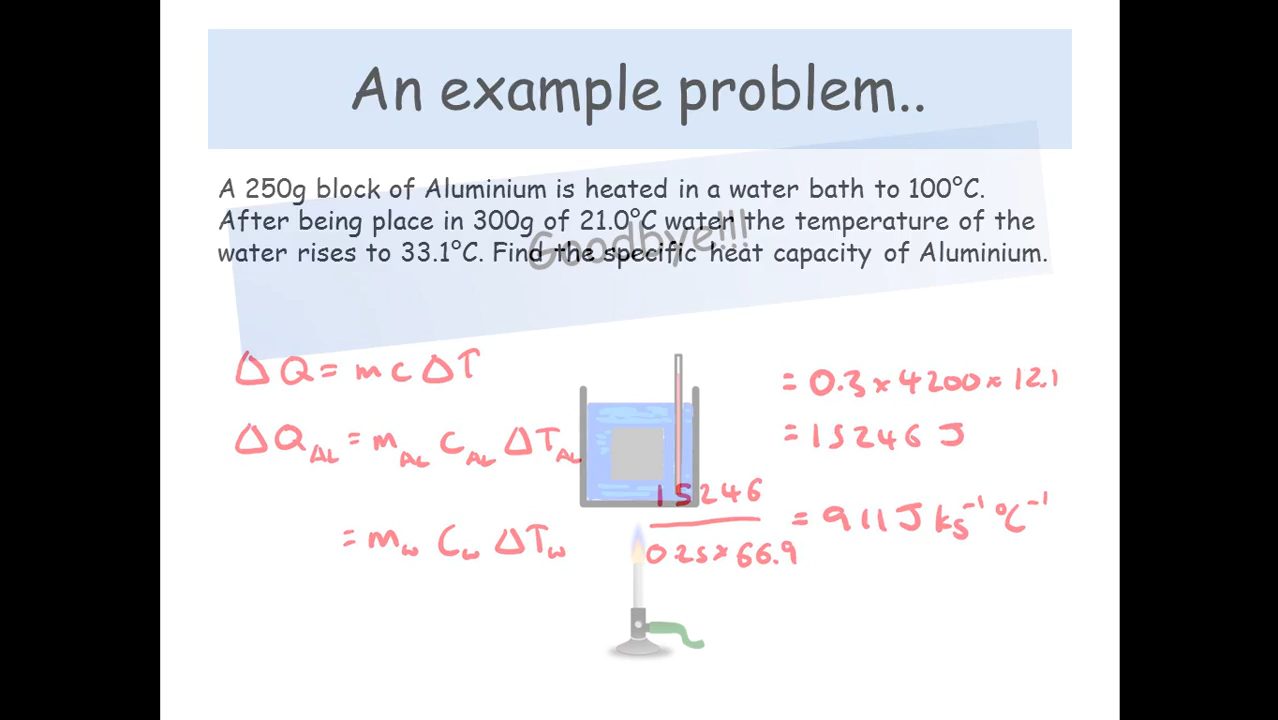 An example problem..
A 250g block of Aluminium is heated in a water bath to 100°C.
After being place in 300g of 21.0°C water the temperature of the
water rises to 33.1°C. Find the specific heat capacity of Aluminium.
Goodbye!!!
ΔQ = mcΔT
ΔQ_AL = m_AL C_AL ΔT_AL
= m_w C_w ΔT_w
= 0.3 × 4200 × 12.1
= 15246 J
15246
0.25 × 66.9
= 911 J kg⁻¹ °C⁻¹